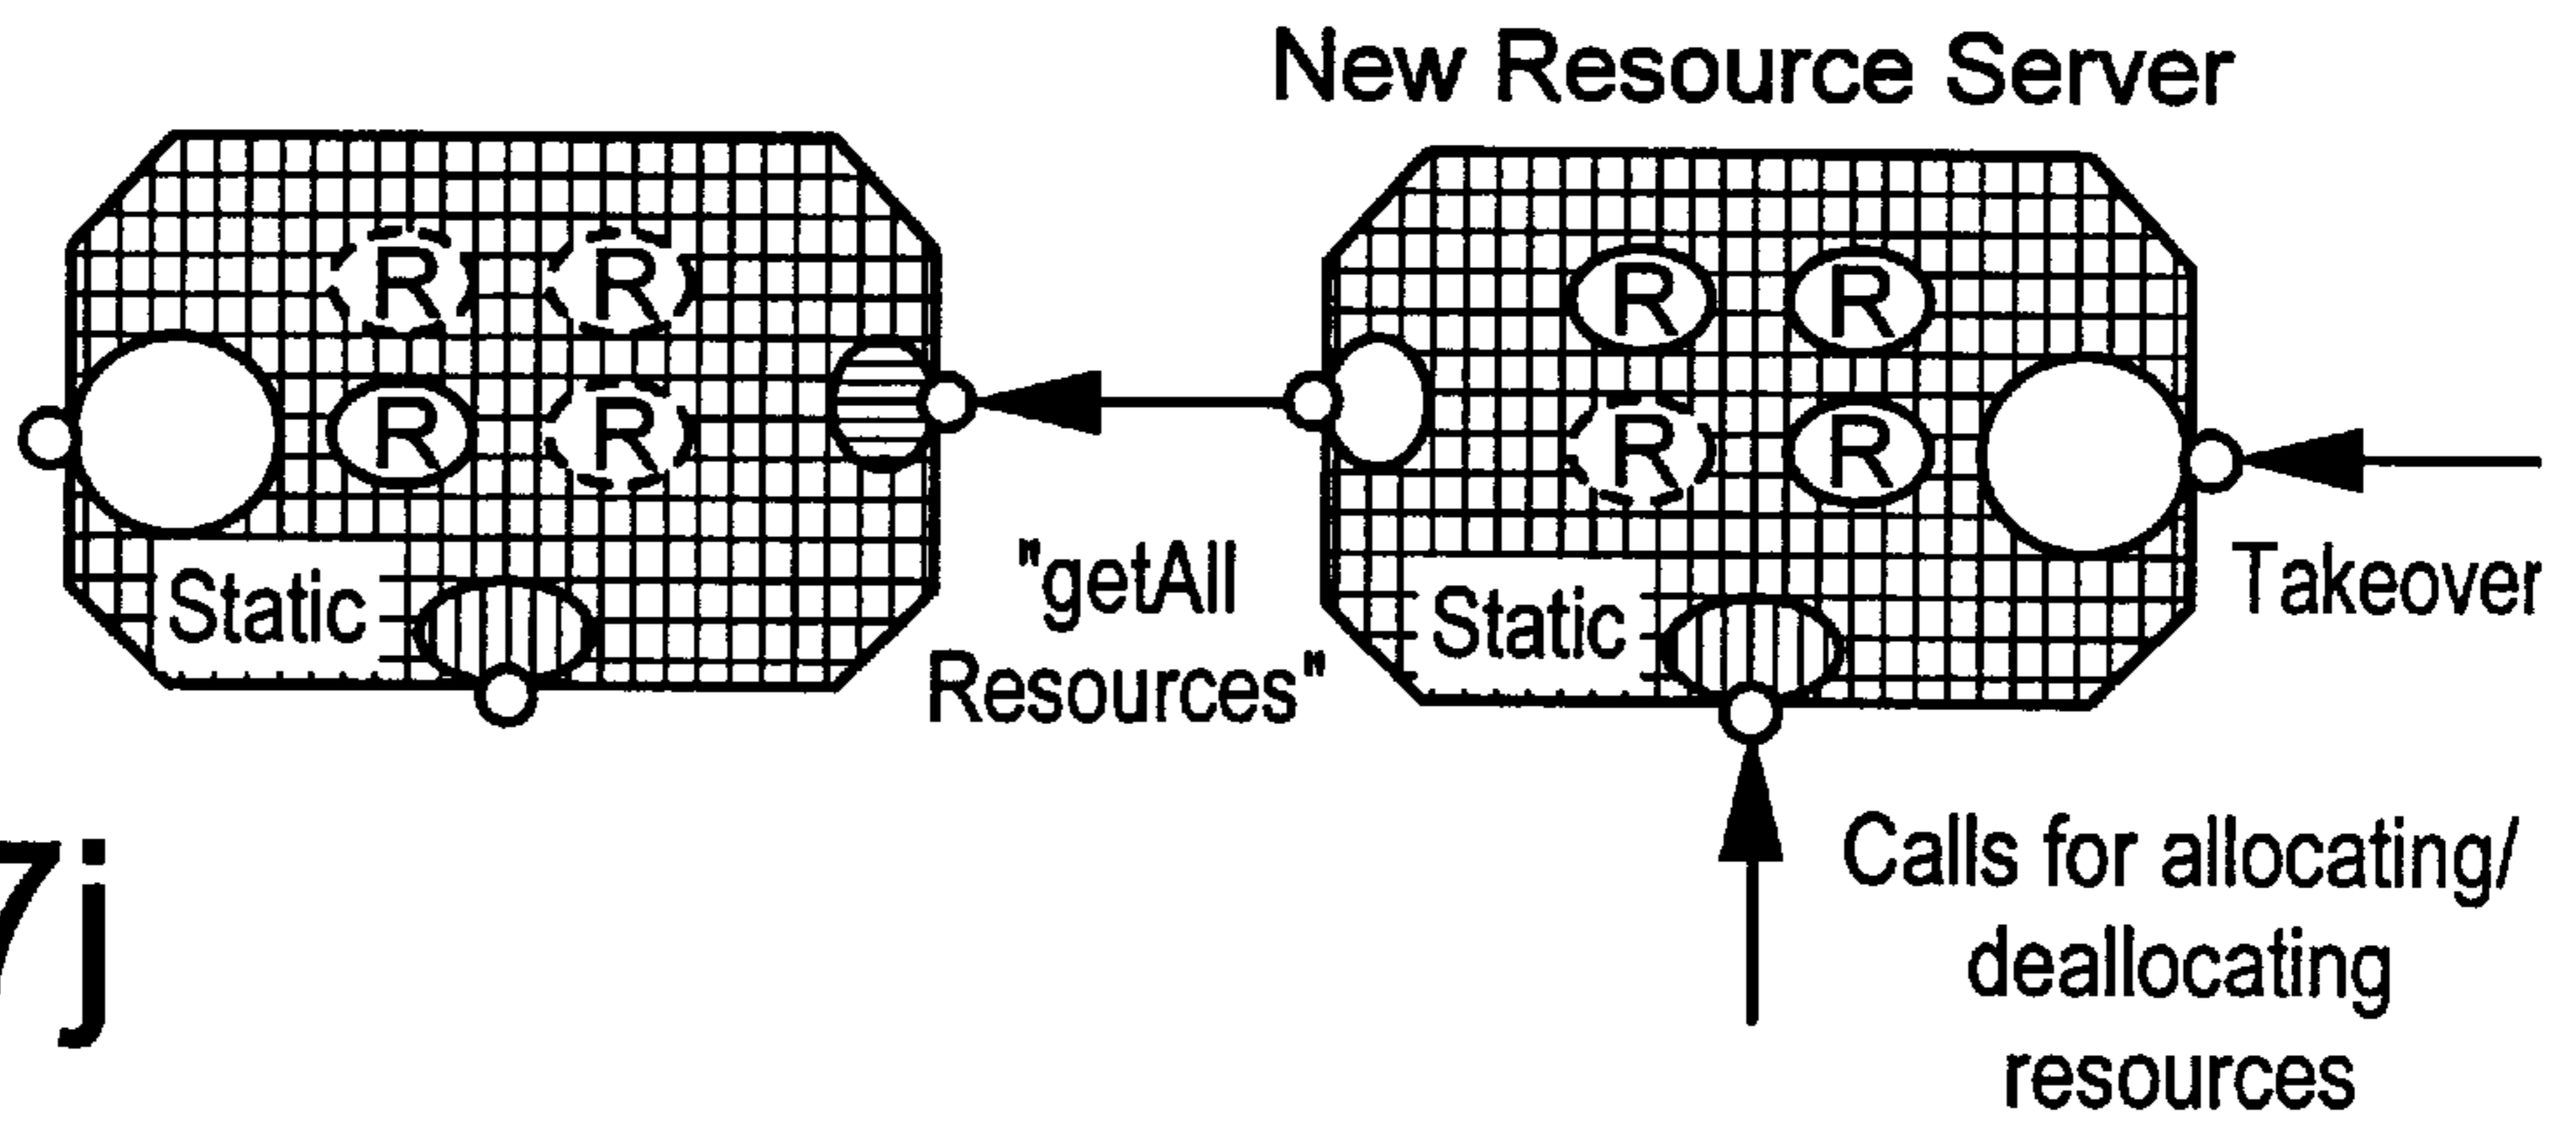 New Resource Server
R R R R
R R R R
"getAll
Resources"
Static
Static
Takeover
Calls for allocating/
deallocating
resources
7j